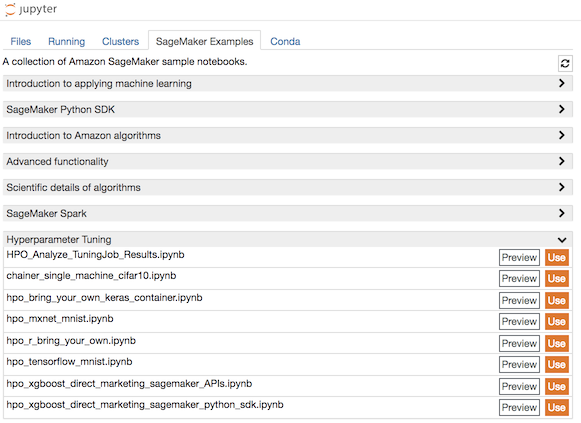 jupyter
Files Running Clusters SageMaker Examples Conda
A collection of Amazon SageMaker sample notebooks.
Introduction to applying machine learning
SageMaker Python SDK
Introduction to Amazon algorithms
Advanced functionality
Scientific details of algorithms
SageMaker Spark
Hyperparameter Tuning
HPO_Analyze_TuningJob_Results.ipynb Preview Use
chainer_single_machine_cifar10.ipynb Preview Use
hpo_bring_your_own_keras_container.ipynb Preview Use
hpo_mxnet_mnist.ipynb Preview Use
hpo_r_bring_your_own.ipynb Preview Use
hpo_tensorflow_mnist.ipynb Preview Use
hpo_xgboost_direct_marketing_sagemaker_APIs.ipynb Preview Use
hpo_xgboost_direct_marketing_sagemaker_python_sdk.ipynb Preview Use